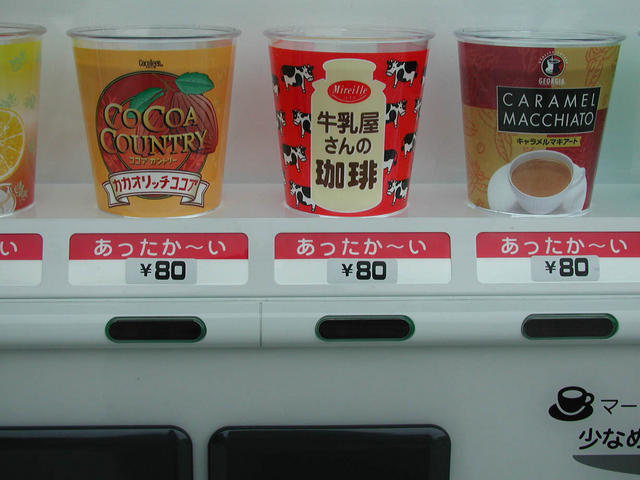 Cocoteen
COCOA
COUNTRY
ココア カントリー
カカオリッチココア
Mireille
牛乳屋
さんの
珈琲
GEORGIA
CARAMEL
MACCHIATO
キャラメルマキアート
い
あったか〜い
¥80
あったか〜い
¥80
あったか〜い
¥80
マー
少なめ